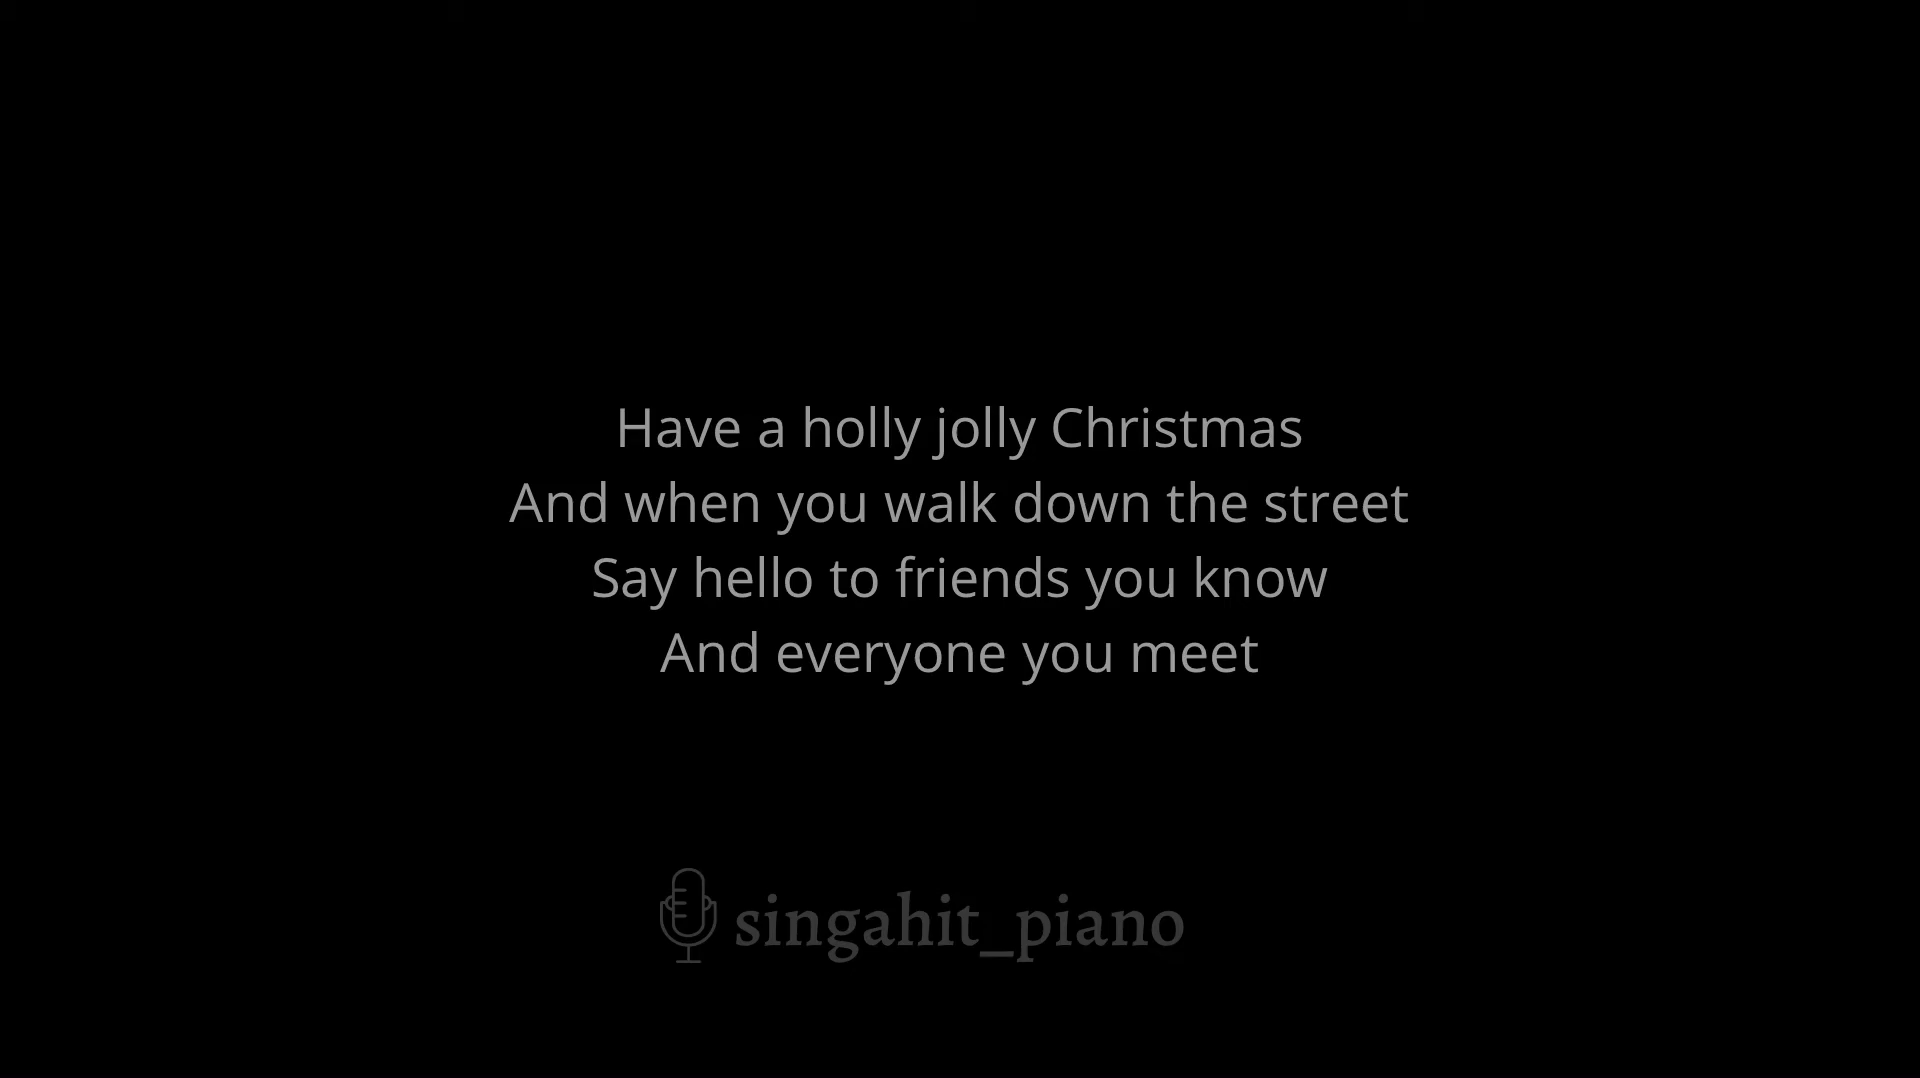 Have a holly jolly Christmas
And when you walk down the street
Say hello to friends you know
And everyone you meet
singahit_piano